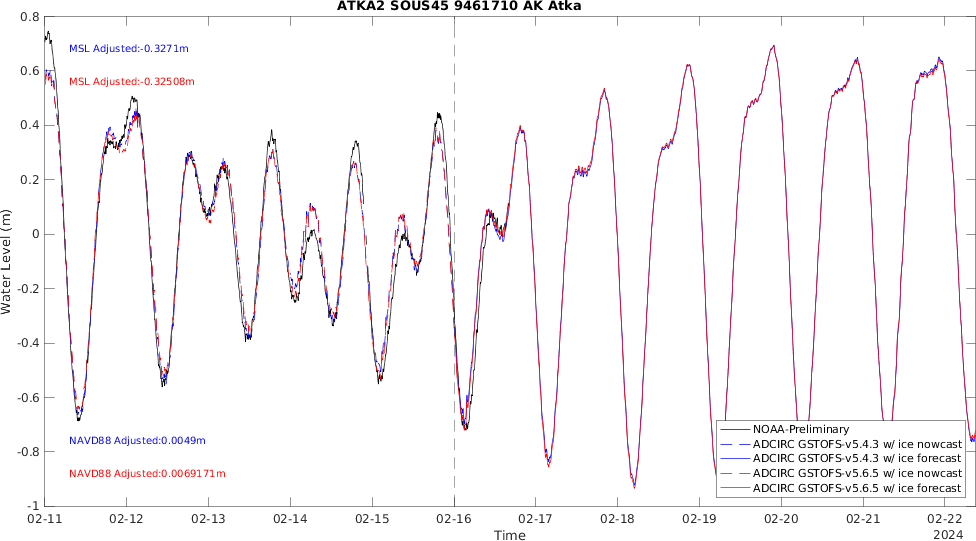 ATKA2 SOUS45 9461710 AK Atka
0.8
0.6
0.4
0.2
0
-0.2
-0.4
-0.6
-0.8
-1
Water Level (m)
MSL Adjusted:-0.3271m
MSL Adjusted:-0.32508m
NAVD88 Adjusted:0.0049m
NAVD88 Adjusted:0.0069171m
NOAA-Preliminary
ADCIRC GSTOFS-v5.4.3 w/ ice nowcast
ADCIRC GSTOFS-v5.4.3 w/ ice forecast
ADCIRC GSTOFS-v5.6.5 w/ ice nowcast
ADCIRC GSTOFS-v5.6.5 w/ ice forecast
02-11 02-12 02-13 02-14 02-15 02-16 02-17 02-18 02-19 02-20 02-21 02-22
2024
Time